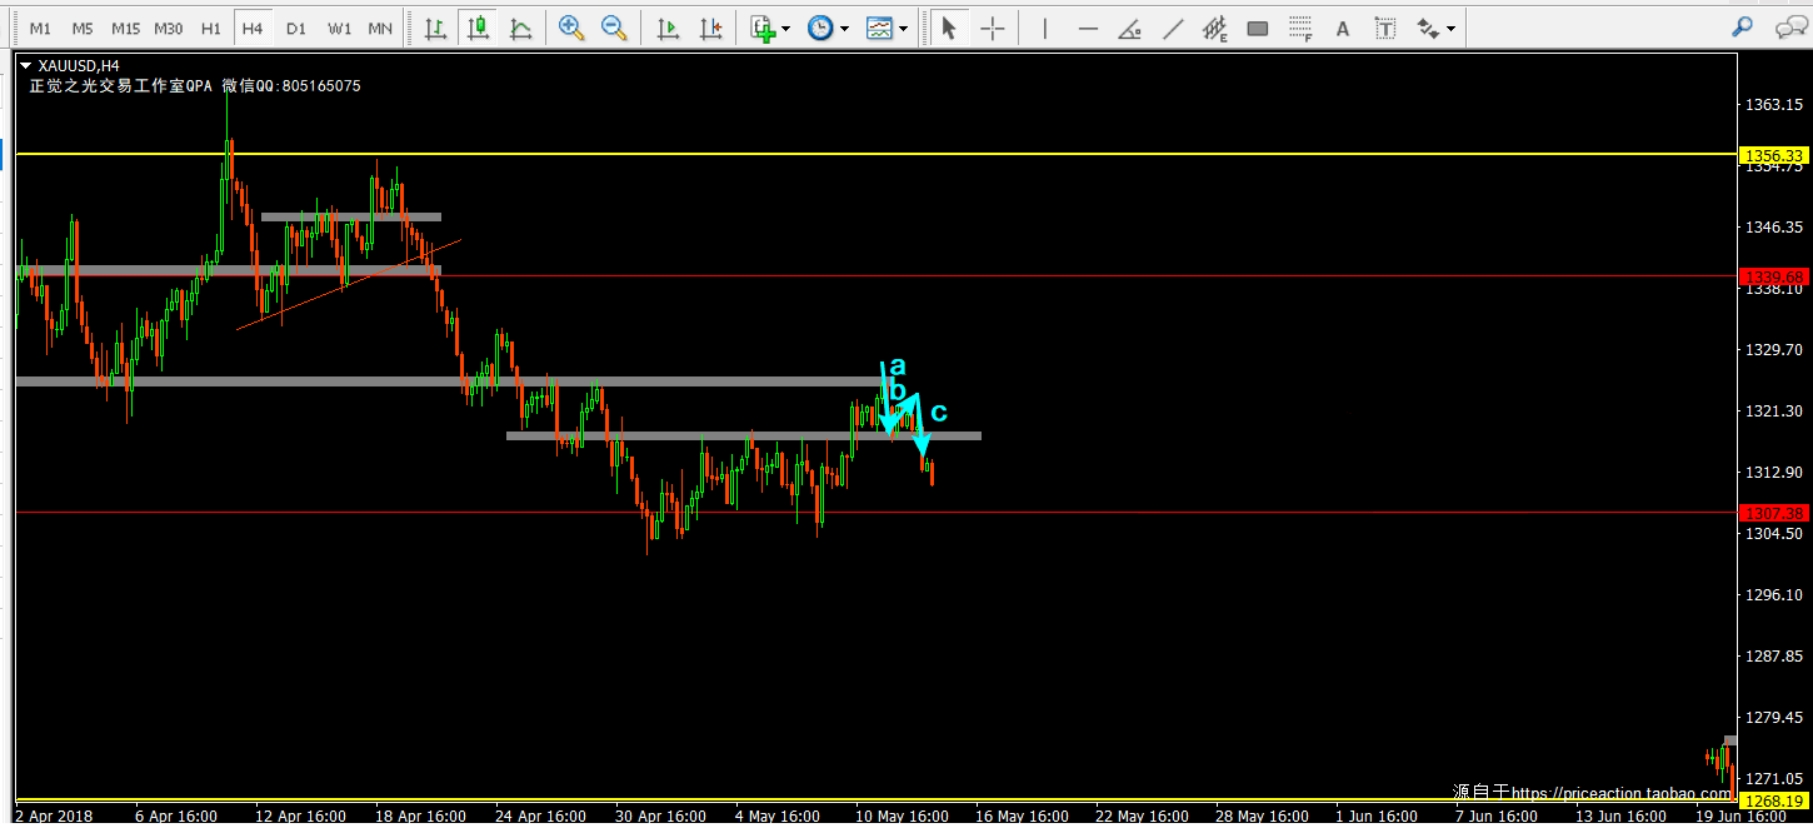 M1 M5 M15 M30 H1 H4 D1 W1 MN E F A T
XAUUSD,H4
正觉之光交易工作室QPA 微信QQ:805165075
1363.15
1356.33
1354.75
1346.35
1339.68
1338.10
1329.70
a
b
1321.30
c
1312.90
1307.38
1304.50
1296.10
1287.85
1279.45
1271.05
源自于https://priceaction.taobao.com
1268.19
2 Apr 2018 6 Apr 16:00 12 Apr 16:00 18 Apr 16:00 24 Apr 16:00 30 Apr 16:00 4 May 16:00 10 May 16:00 16 May 16:00 22 May 16:00 28 May 16:00 1 Jun 16:00 7 Jun 16:00 13 Jun 16:00 19 Jun 16:00